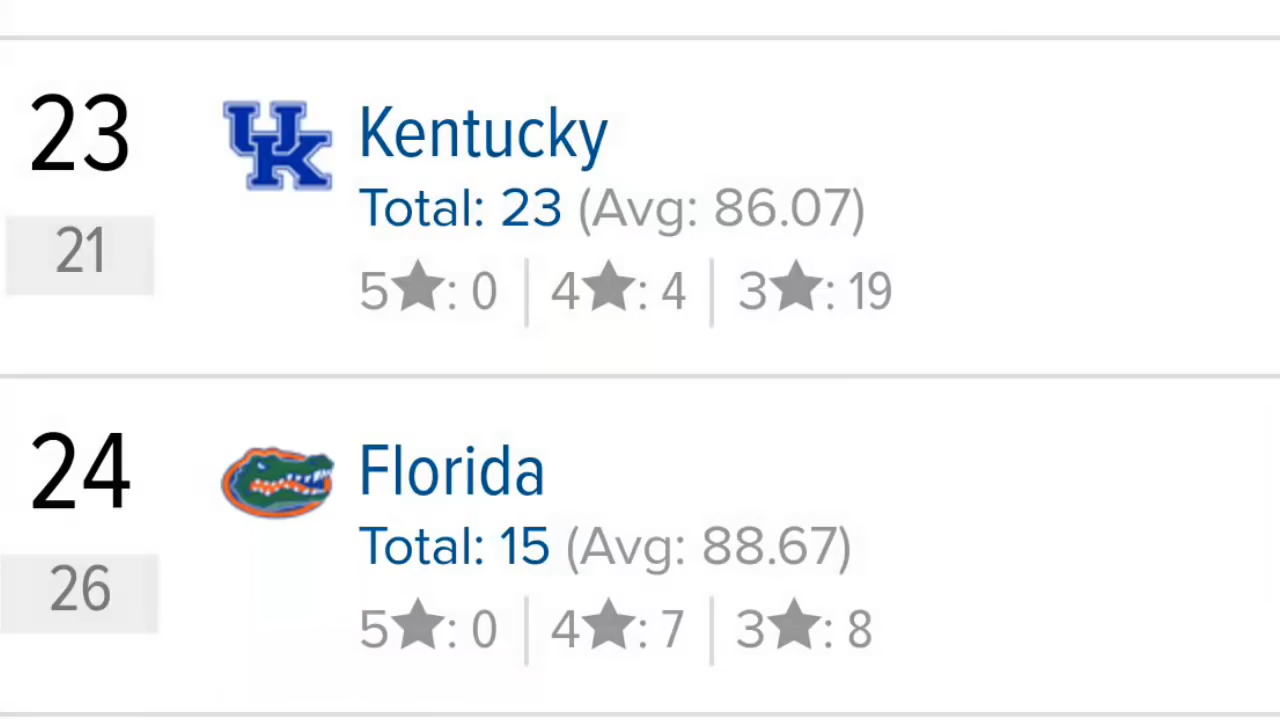 23
UK
Kentucky
Total: 23 (Avg: 86.07)
21
5★: 0 | 4★: 4 | 3★: 19
24
Florida
Total: 15 (Avg: 88.67)
26
5★: 0 | 4★: 7 | 3★: 8